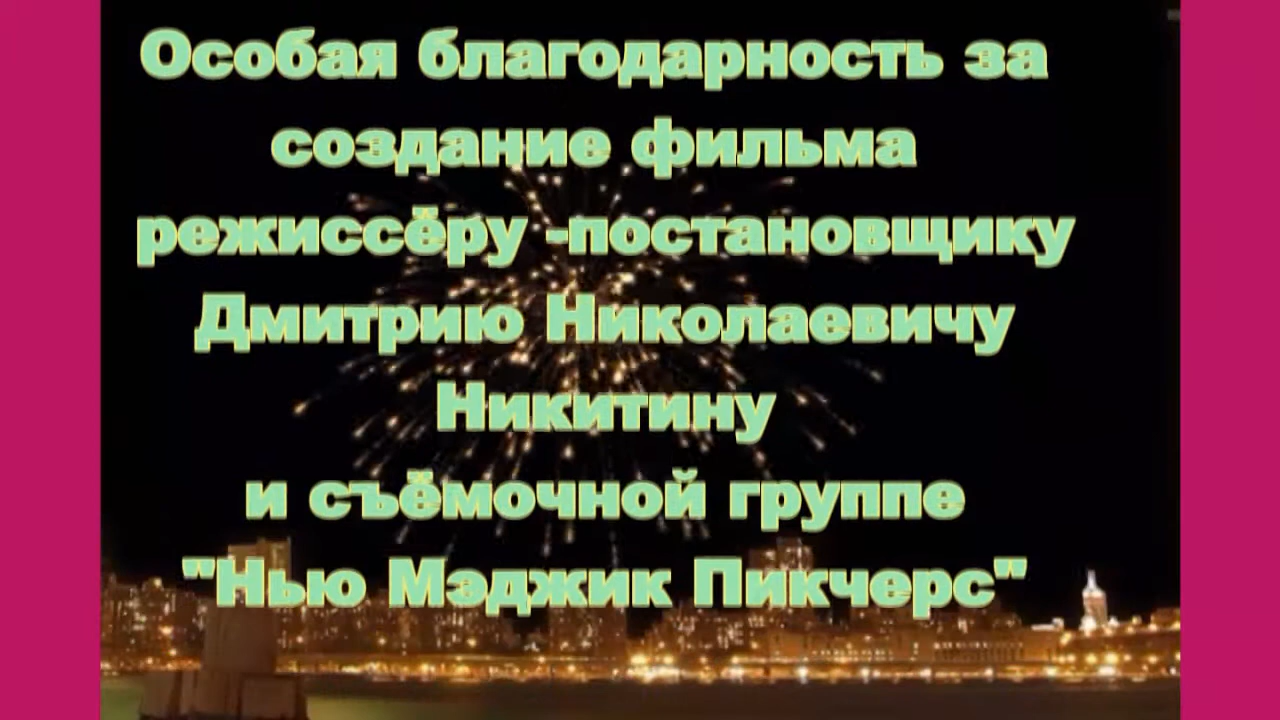 Особая благодарность за
создание фильма
режиссёру -постановщику
Дмитрию Николаевичу
Никитину
и съёмочной группе
"Нью Мэджик Пикчерс"